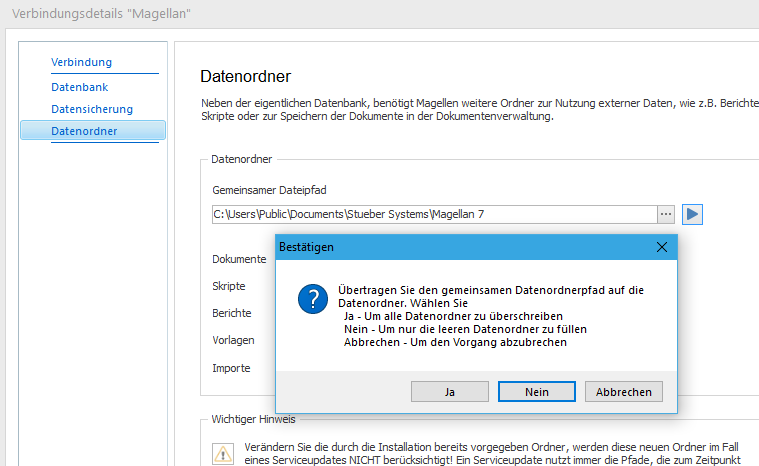 Verbindungsdetails "Magellan"
Verbindung
Datenbank
Datensicherung
Datenordner
Datenordner
Neben der eigentlichen Datenbank, benötigt Magellen weitere Ordner zur Nutzung externer Daten, wie z.B. Berichte
Skripte oder zur Speichern der Dokumente in der Dokumentenverwaltung.
Datenordner
Gemeinsamer Dateipfad
C:\Users\Public\Documents\Stueber Systems\Magellan 7
...
Dokumente
Skripte
Berichte
Vorlagen
Importe
Bestätigen
Übertragen Sie den gemeinsamen Datenordnerpfad auf die
Datenordner. Wählen Sie
Ja - Um alle Datenordner zu überschreiben
Nein - Um nur die leeren Datenordner zu füllen
Abbrechen - Um den Vorgang abzubrechen
Ja
Nein
Abbrechen
Wichtiger Hinweis
Verändern Sie die durch die Installation bereits vorgegeben Ordner, werden diese neuen Ordner im Fall
eines Serviceupdates NICHT berücksichtigt! Ein Serviceupdate nutzt immer die Pfade, die zum Zeitpunkt